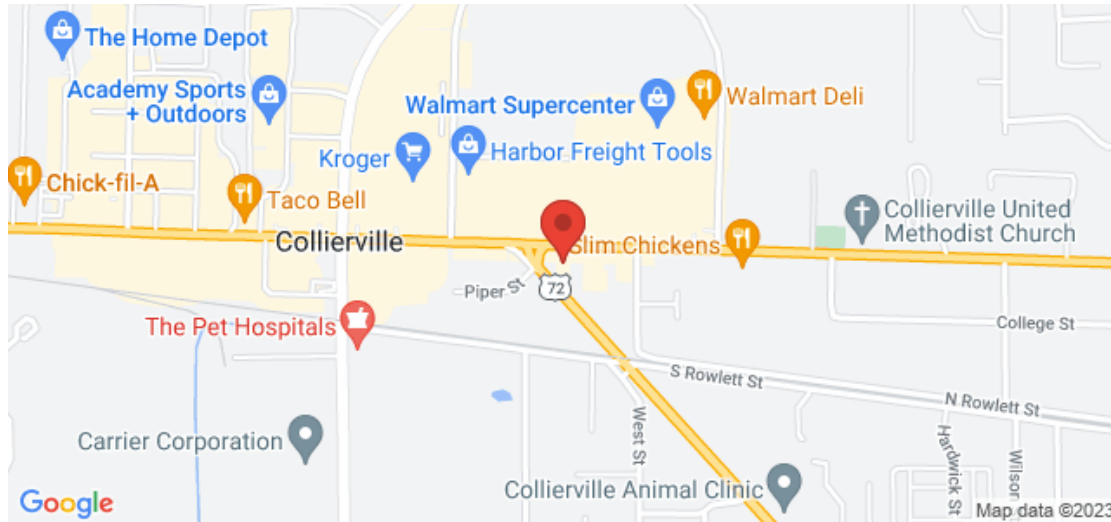 The Home Depot
Academy Sports
+ Outdoors
Walmart Supercenter
Walmart Deli
Kroger
Harbor Freight Tools
Chick-fil-A
Taco Bell
Collierville
Slim Chickens
Collierville United
Methodist Church
Piper St
72
The Pet Hospitals
College St
S Rowlett St
N Rowlett St
West St
Hardwick St
Wilson
Carrier Corporation
Collierville Animal Clinic
Google
Map data ©2023